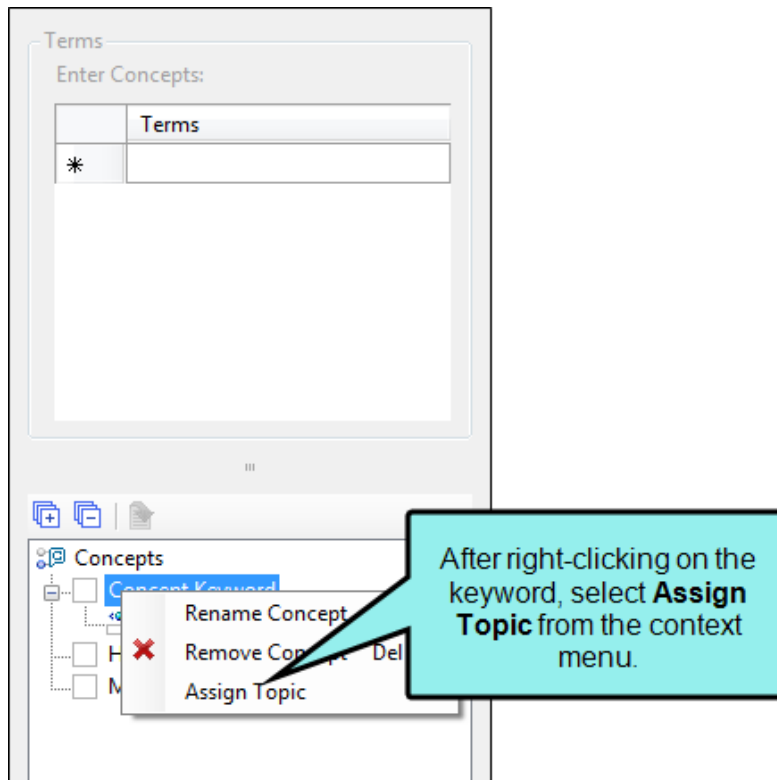 Terms
Enter Concepts:
Terms
Concepts
Concept Keyword
Rename Concept
Remove Concept Del
Assign Topic
H
M
After right-clicking on the
keyword, select Assign
Topic from the context
menu.